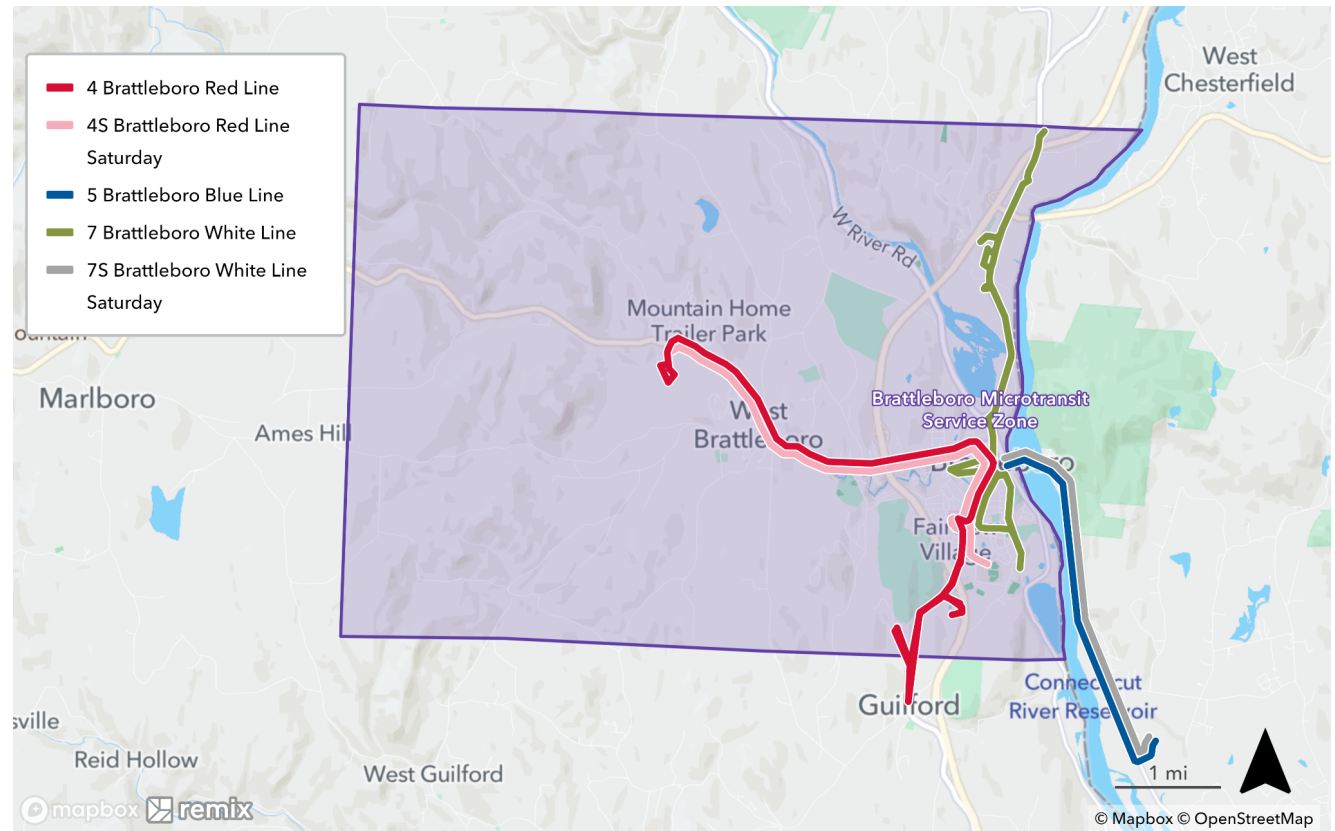 4 Brattleboro Red Line
4S Brattleboro Red Line
Saturday
5 Brattleboro Blue Line
7 Brattleboro White Line
7S Brattleboro White Line
Saturday
West
Chesterfield
W River Rd
Mountain Home
Trailer Park
Marlboro
Ames Hill
West
Brattleboro
Brattleboro Microtransit
Service Zone
Village
Guilford
Connecticut
River Reservoir
Reid Hollow
West Guilford
1 mi
mapbox
remix
© Mapbox © OpenStreetMap